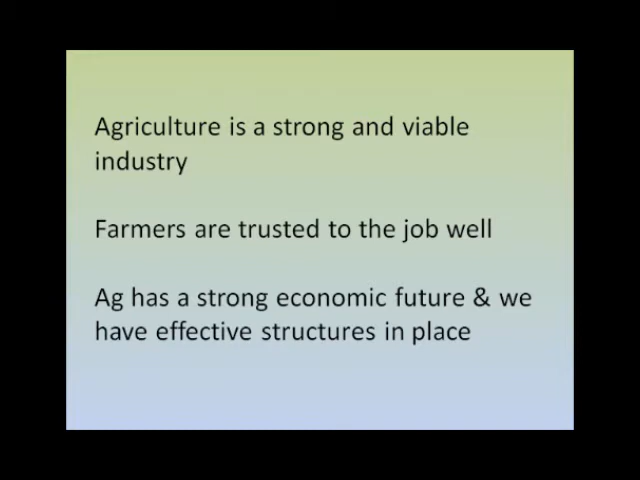 Agriculture is a strong and viable
industry
Farmers are trusted to the job well
Ag has a strong economic future & we
have effective structures in place